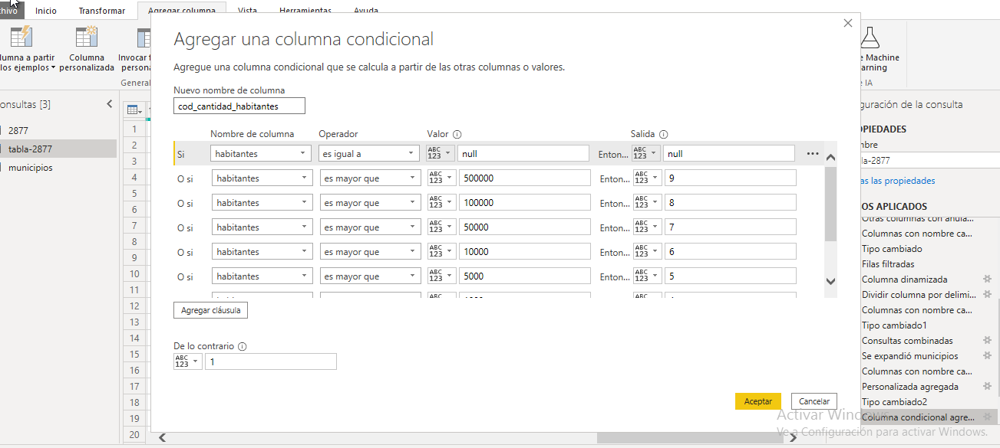 chivo Inicio Transformar Agregar columna Vista Herramientas Ayuda
lumna a partir
los ejemplos
Columna
personalizada
Invocar
persona
General
e Machine
arning
e IA
onsultas [3]
2877
tabla-2877
municipios
1
2
3
4
5
6
7
8
9
10
11
12
13
14
15
16
17
18
19
20
Agregar una columna condicional
Agregue una columna condicional que se calcula a partir de las otras columnas o valores.
Nuevo nombre de columna
cod_cantidad_habitantes
Nombre de columna Operador Valor Salida
Si habitantes es igual a ABC 123 null Enton... ABC 123 null ...
O si habitantes es mayor que ABC 123 500000 Enton... ABC 123 9
O si habitantes es mayor que ABC 123 100000 Enton... ABC 123 8
O si habitantes es mayor que ABC 123 50000 Enton... ABC 123 7
O si habitantes es mayor que ABC 123 10000 Enton... ABC 123 6
O si habitantes es mayor que ABC 123 5000 Enton... ABC 123 5
Agregar cláusula
De lo contrario
ABC 123 1
Aceptar Cancelar
guración de la consulta
PIEDADES
mbre
la-2877
as las propiedades
OS APLICADOS
Otras columnas con anula...
Columnas con nombre ca...
Tipo cambiado
Filas filtradas
Columna dinamizada
Dividir columna por delimi...
Columnas con nombre ca...
Tipo cambiado1
Consultas combinadas
Se expandió municipios
Columnas con nombre ca...
Personalizada agregada
Tipo cambiado2
Columna condicional agre...
Activar Windows
Ve a Configuración para activar Windows.